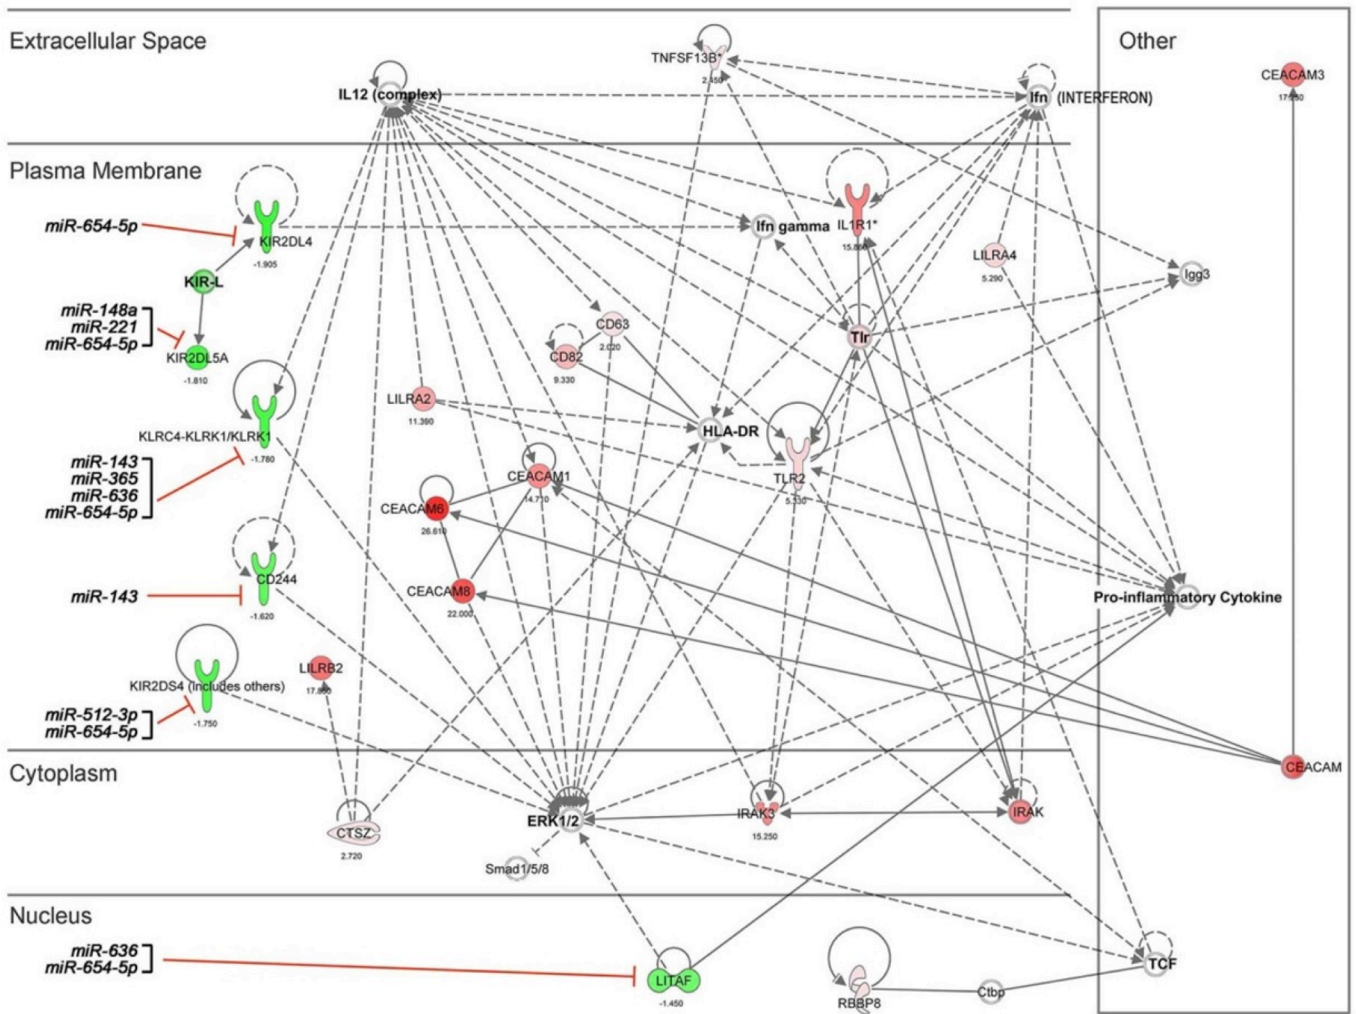 Extracellular Space
Other
TNFSF13B*
2.450
CEACAM3
IL12 (complex)
Ifn (INTERFERON)
Plasma Membrane
miR-654-5p
KIR2DL4
-1.905
Ifn gamma
IL1R1*
LILRA4
5.290
Igg3
KIR-L
miR-148a
miR-221
miR-654-5p
KIR2DL5A
-1.810
CD63
2.020
CD82
9.330
Tlr
LILRA2
11.390
KLRC4-KLRK1/KLRK1
-1.780
HLA-DR
miR-143
miR-365
miR-636
miR-654-5p
CEACAM1
14.710
TLR2
5.330
CEACAM6
26.610
CD244
-1.620
miR-143
CEACAM8
22.000
Pro-inflammatory Cytokine
LILRB2
KIR2DS4 (includes others)
-1.750
miR-512-3p
miR-654-5p
Cytoplasm
CEACAM
CTSZ
2.720
ERK1/2
IRAK3
15.250
IRAK
Smad1/5/8
Nucleus
miR-636
miR-654-5p
LITAF
-1.450
RBBP8
Ctbp
TCF